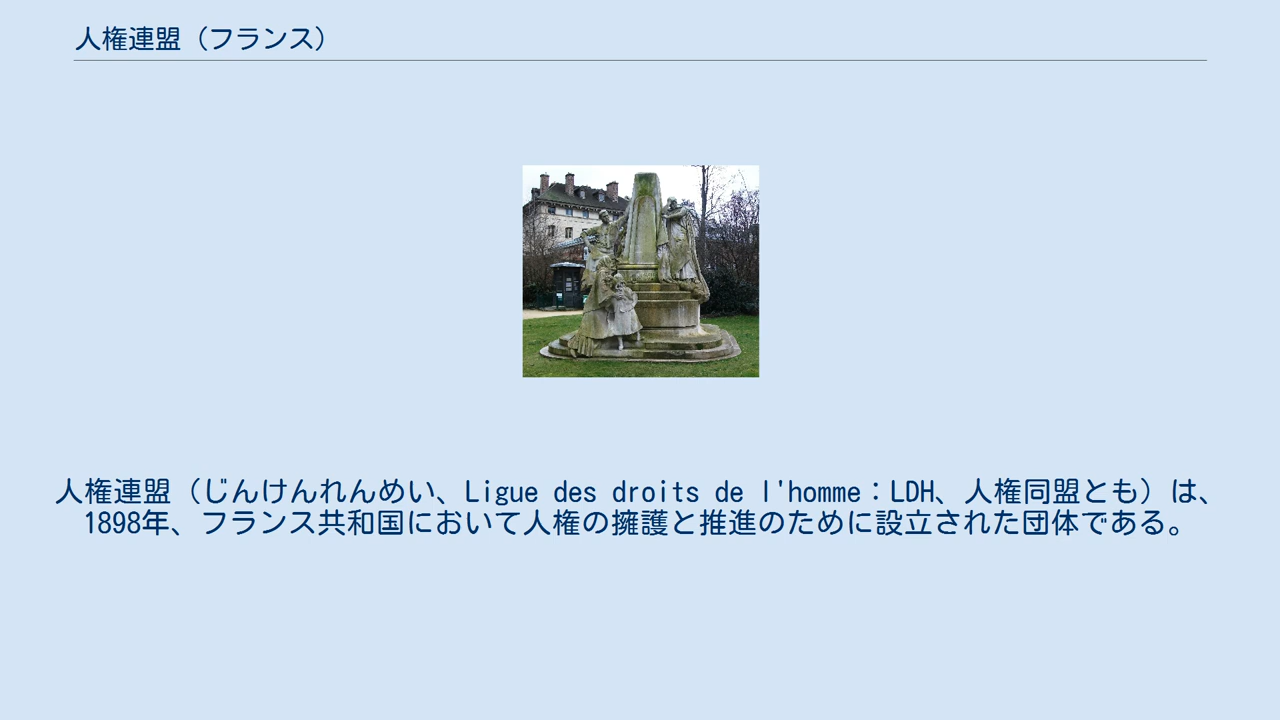 人権連盟（フランス）
人権連盟（じんけんれんめい、Ligue des droits de l'homme：LDH、人権同盟とも）は、
1898年、フランス共和国において人権の擁護と推進のために設立された団体である。